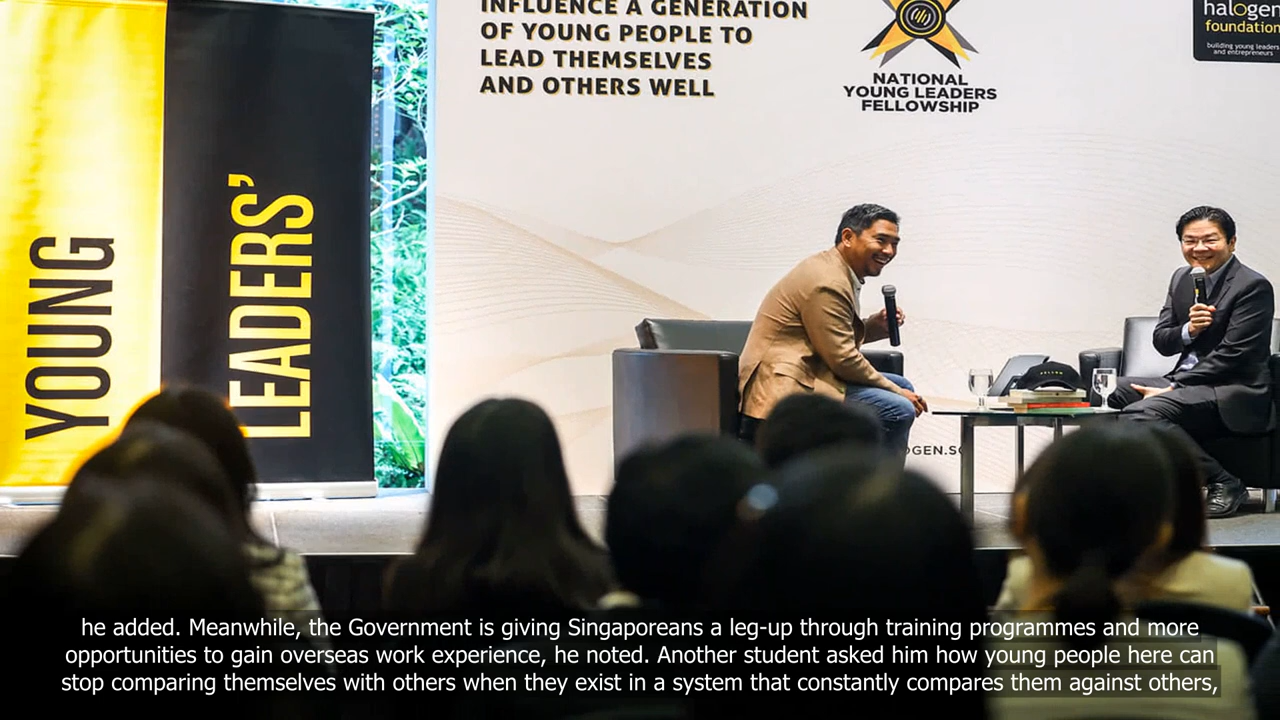 INFLUENCE A GENERATION
OF YOUNG PEOPLE TO
LEAD THEMSELVES
AND OTHERS WELL
NATIONAL
YOUNG LEADERS
FELLOWSHIP
halogen
foundation
building young leaders
and entrepreneurs
YOUNG
LEADERS’
OGEN.SG
he added. Meanwhile, the Government is giving Singaporeans a leg-up through training programmes and more
opportunities to gain overseas work experience, he noted. Another student asked him how young people here can
stop comparing themselves with others when they exist in a system that constantly compares them against others,